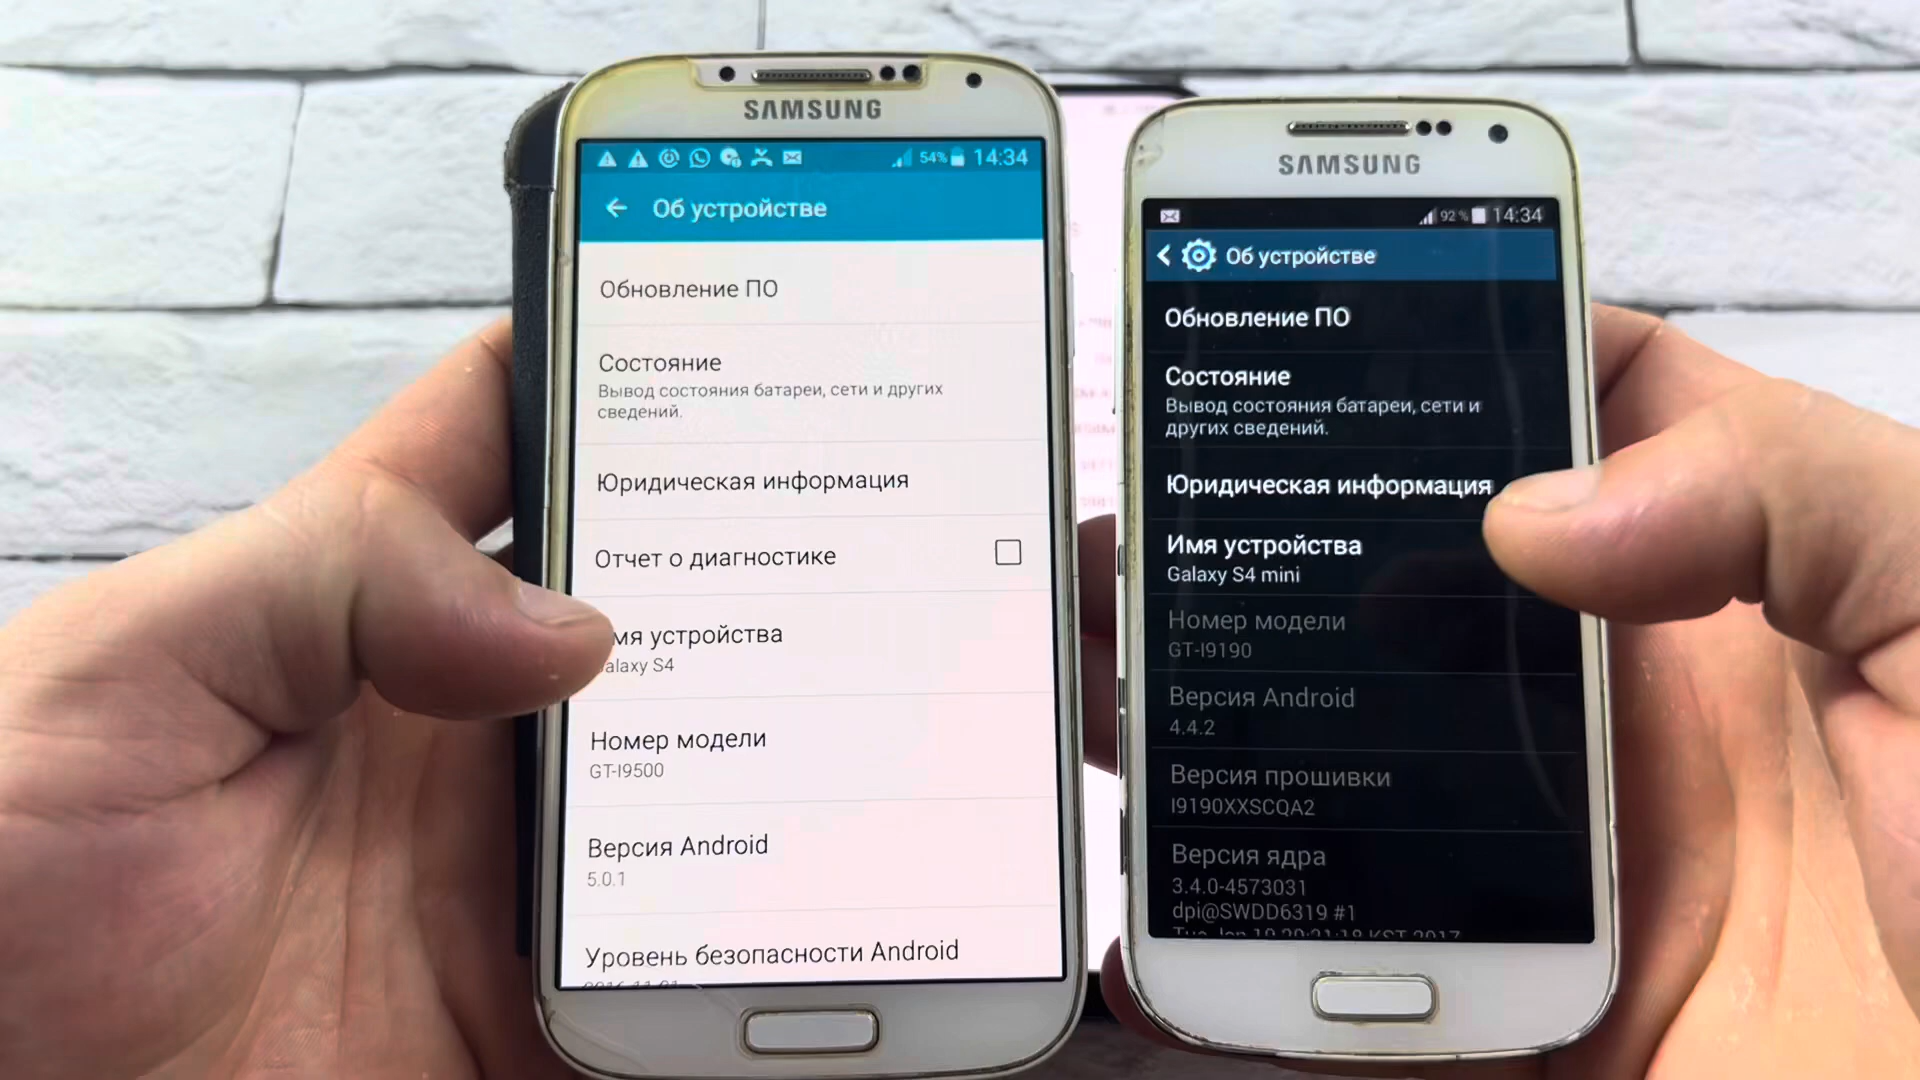 SAMSUNG
54% 14:34
Об устройстве
Обновление ПО
Состояние
Вывод состояния батареи, сети и других
сведений.
Юридическая информация
Отчет о диагностике
мя устройства
alaxy S4
Номер модели
GT-I9500
Версия Android
5.0.1
Уровень безопасности Android
SAMSUNG
92% 14:34
Об устройстве
Обновление ПО
Состояние
Вывод состояния батареи, сети и
других сведений.
Юридическая информация
Имя устройства
Galaxy S4 mini
Номер модели
GT-I9190
Версия Android
4.4.2
Версия прошивки
I9190XXSCQA2
Версия ядра
3.4.0-4573031
dpi@SWDD6319 #1